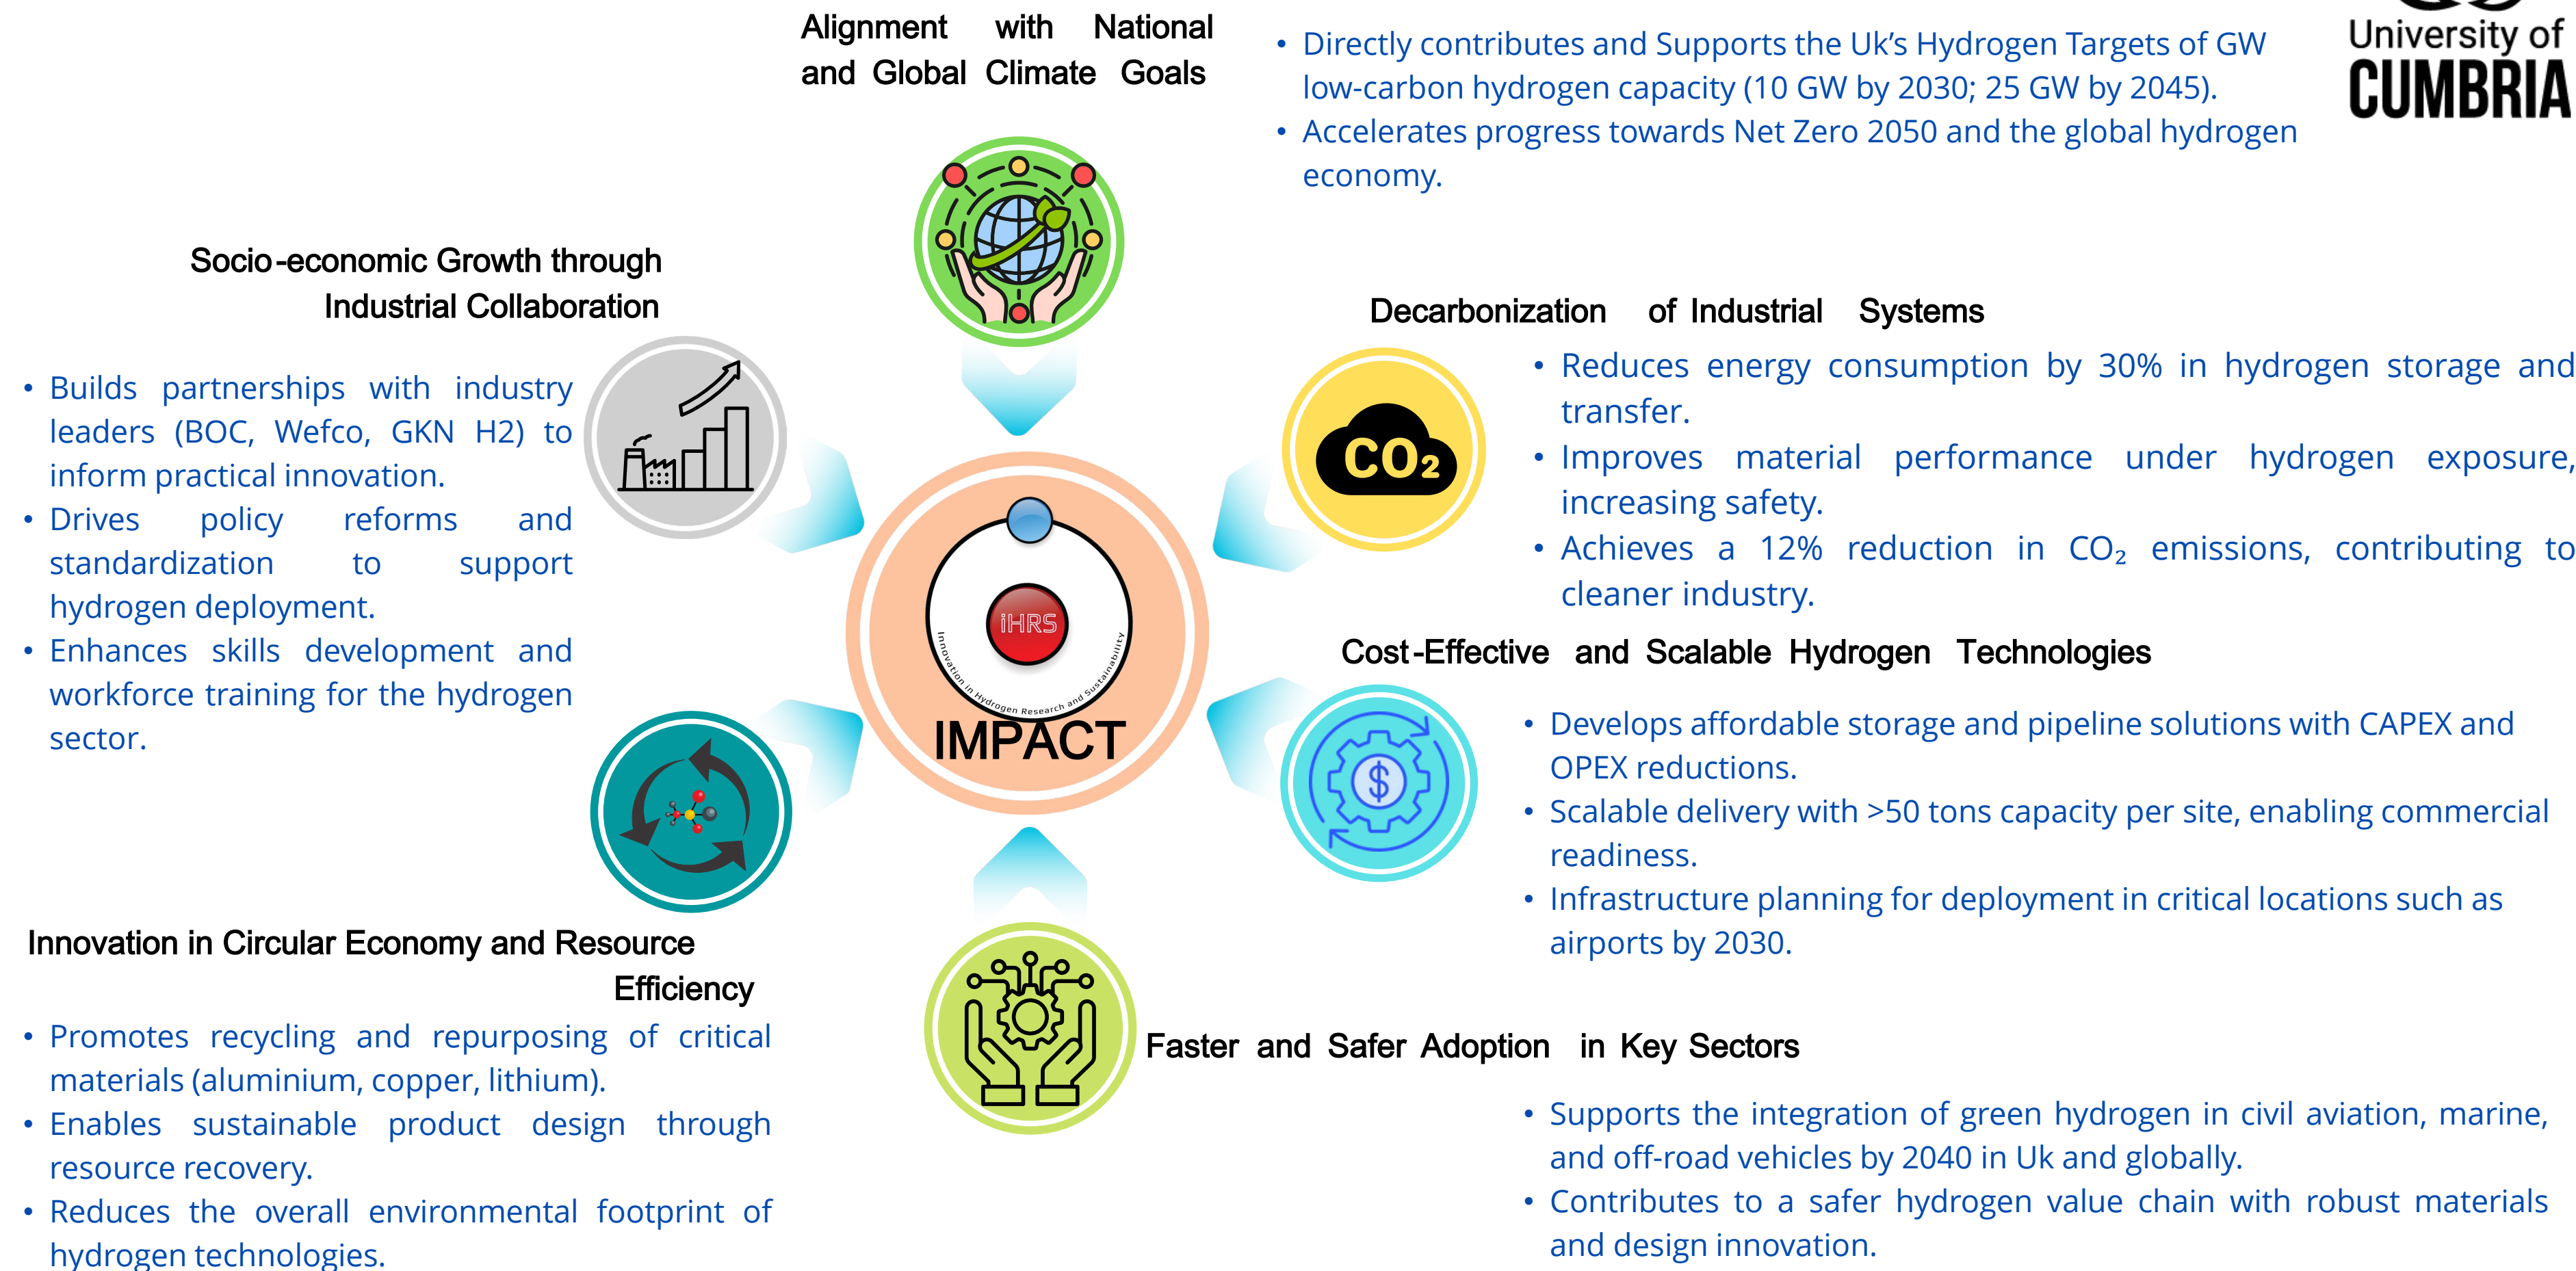 Alignment with National
and Global Climate Goals
• Directly contributes and Supports the Uk's Hydrogen Targets of GW
low-carbon hydrogen capacity (10 GW by 2030; 25 GW by 2045).
• Accelerates progress towards Net Zero 2050 and the global hydrogen
economy.
University of
CUMBRIA
Socio-economic Growth through
Industrial Collaboration
• Builds partnerships with industry
leaders (BOC, Wefco, GKN H2) to
inform practical innovation.
• Drives policy reforms and
standardization to support
hydrogen deployment.
• Enhances skills development and
workforce training for the hydrogen
sector.
Decarbonization of Industrial Systems
CO₂
• Reduces energy consumption by 30% in hydrogen storage and
transfer.
• Improves material performance under hydrogen exposure,
increasing safety.
• Achieves a 12% reduction in CO₂ emissions, contributing to
cleaner industry.
iHRS
Innovation in Hydrogen Research and Sustainability
IMPACT
Cost-Effective and Scalable Hydrogen Technologies
$
• Develops affordable storage and pipeline solutions with CAPEX and
OPEX reductions.
• Scalable delivery with >50 tons capacity per site, enabling commercial
readiness.
• Infrastructure planning for deployment in critical locations such as
airports by 2030.
Innovation in Circular Economy and Resource
Efficiency
• Promotes recycling and repurposing of critical
materials (aluminium, copper, lithium).
• Enables sustainable product design through
resource recovery.
• Reduces the overall environmental footprint of
hydrogen technologies.
Faster and Safer Adoption in Key Sectors
• Supports the integration of green hydrogen in civil aviation, marine,
and off-road vehicles by 2040 in Uk and globally.
• Contributes to a safer hydrogen value chain with robust materials
and design innovation.